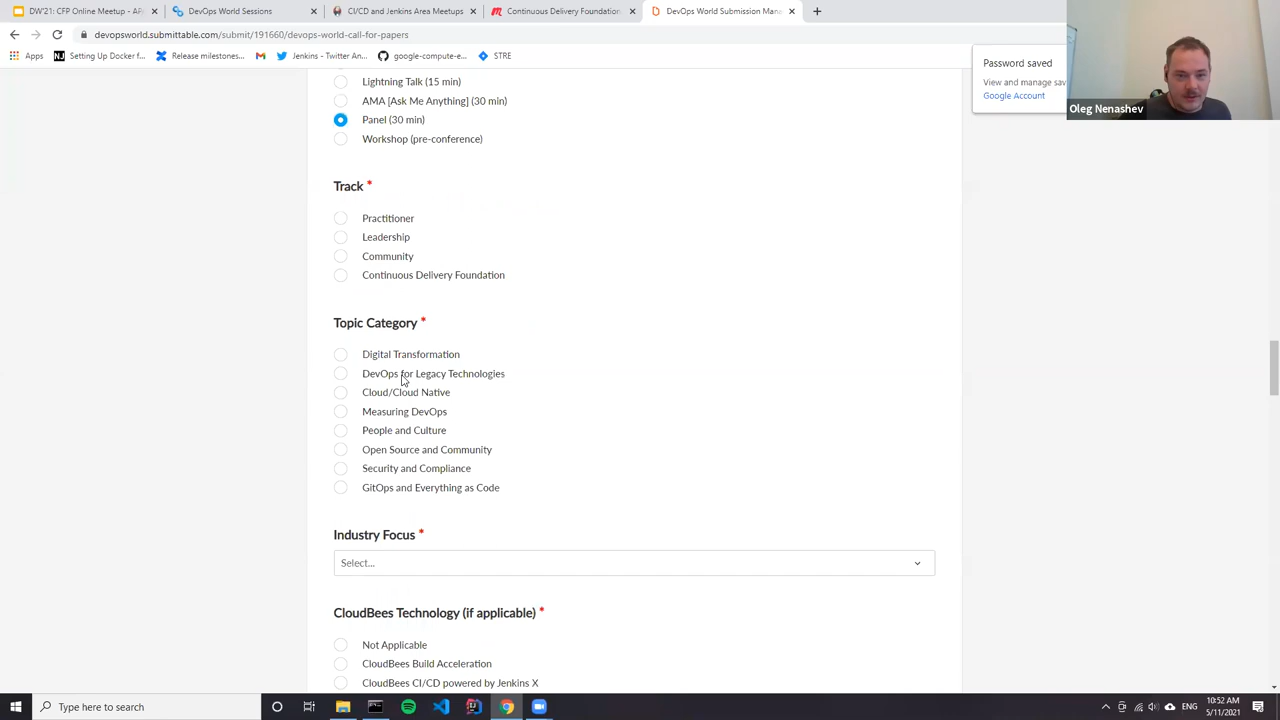 DW'21: CFP Online Meetup - AP
DevOps World Sessions
CI/CD and Jenkins Area Meetups
Continuous Delivery Foundation
DevOps World Submission Mana
devopsworld.submittable.com/submit/191660/devops-world-call-for-papers
Apps
Setting Up Docker f...
Release milestones...
Jenkins - Twitter An...
google-compute-e...
STRE
Password saved
View and manage sav
Google Account
Oleg Nenashev
Lightning Talk (15 min)
AMA [Ask Me Anything] (30 min)
Panel (30 min)
Workshop (pre-conference)
Track *
Practitioner
Leadership
Community
Continuous Delivery Foundation
Topic Category *
Digital Transformation
DevOps for Legacy Technologies
Cloud/Cloud Native
Measuring DevOps
People and Culture
Open Source and Community
Security and Compliance
GitOps and Everything as Code
Industry Focus *
Select...
CloudBees Technology (if applicable) *
Not Applicable
CloudBees Build Acceleration
CloudBees CI/CD powered by Jenkins X
Type here to search
ENG
10:52 AM
5/11/2021